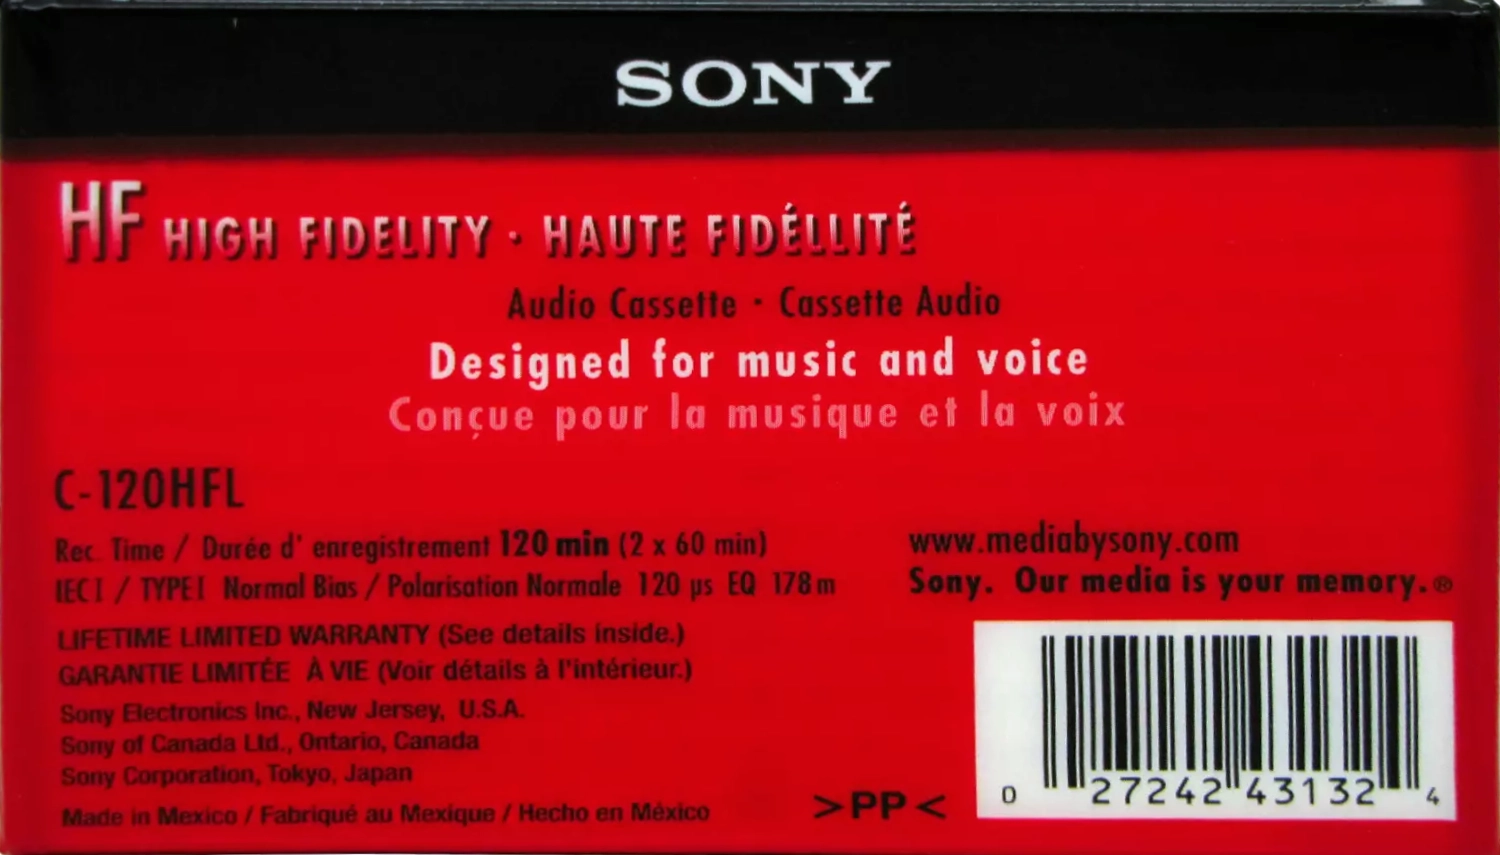 SONY
HF HIGH FIDELITY · HAUTE FIDÉLLITÉ
Audio Cassette · Cassette Audio
Designed for music and voice
Conçue pour la musique et la voix
C-120HFL
Rec. Time / Durée d' enregistrement 120 min (2 x 60 min)
IEC I / TYPE I Normal Bias / Polarisation Normale 120 µs EQ 178 m
www.mediabysony.com
Sony. Our media is your memory.®
LIFETIME LIMITED WARRANTY (See details inside.)
GARANTIE LIMITÉE À VIE (Voir détails à l'intérieur.)
Sony Electronics Inc., New Jersey, U.S.A.
Sony of Canada Ltd., Ontario, Canada
Sony Corporation, Tokyo, Japan
Made in Mexico / Fabriqué au Mexique / Hecho en México
>PP<
0 27242 43132 4